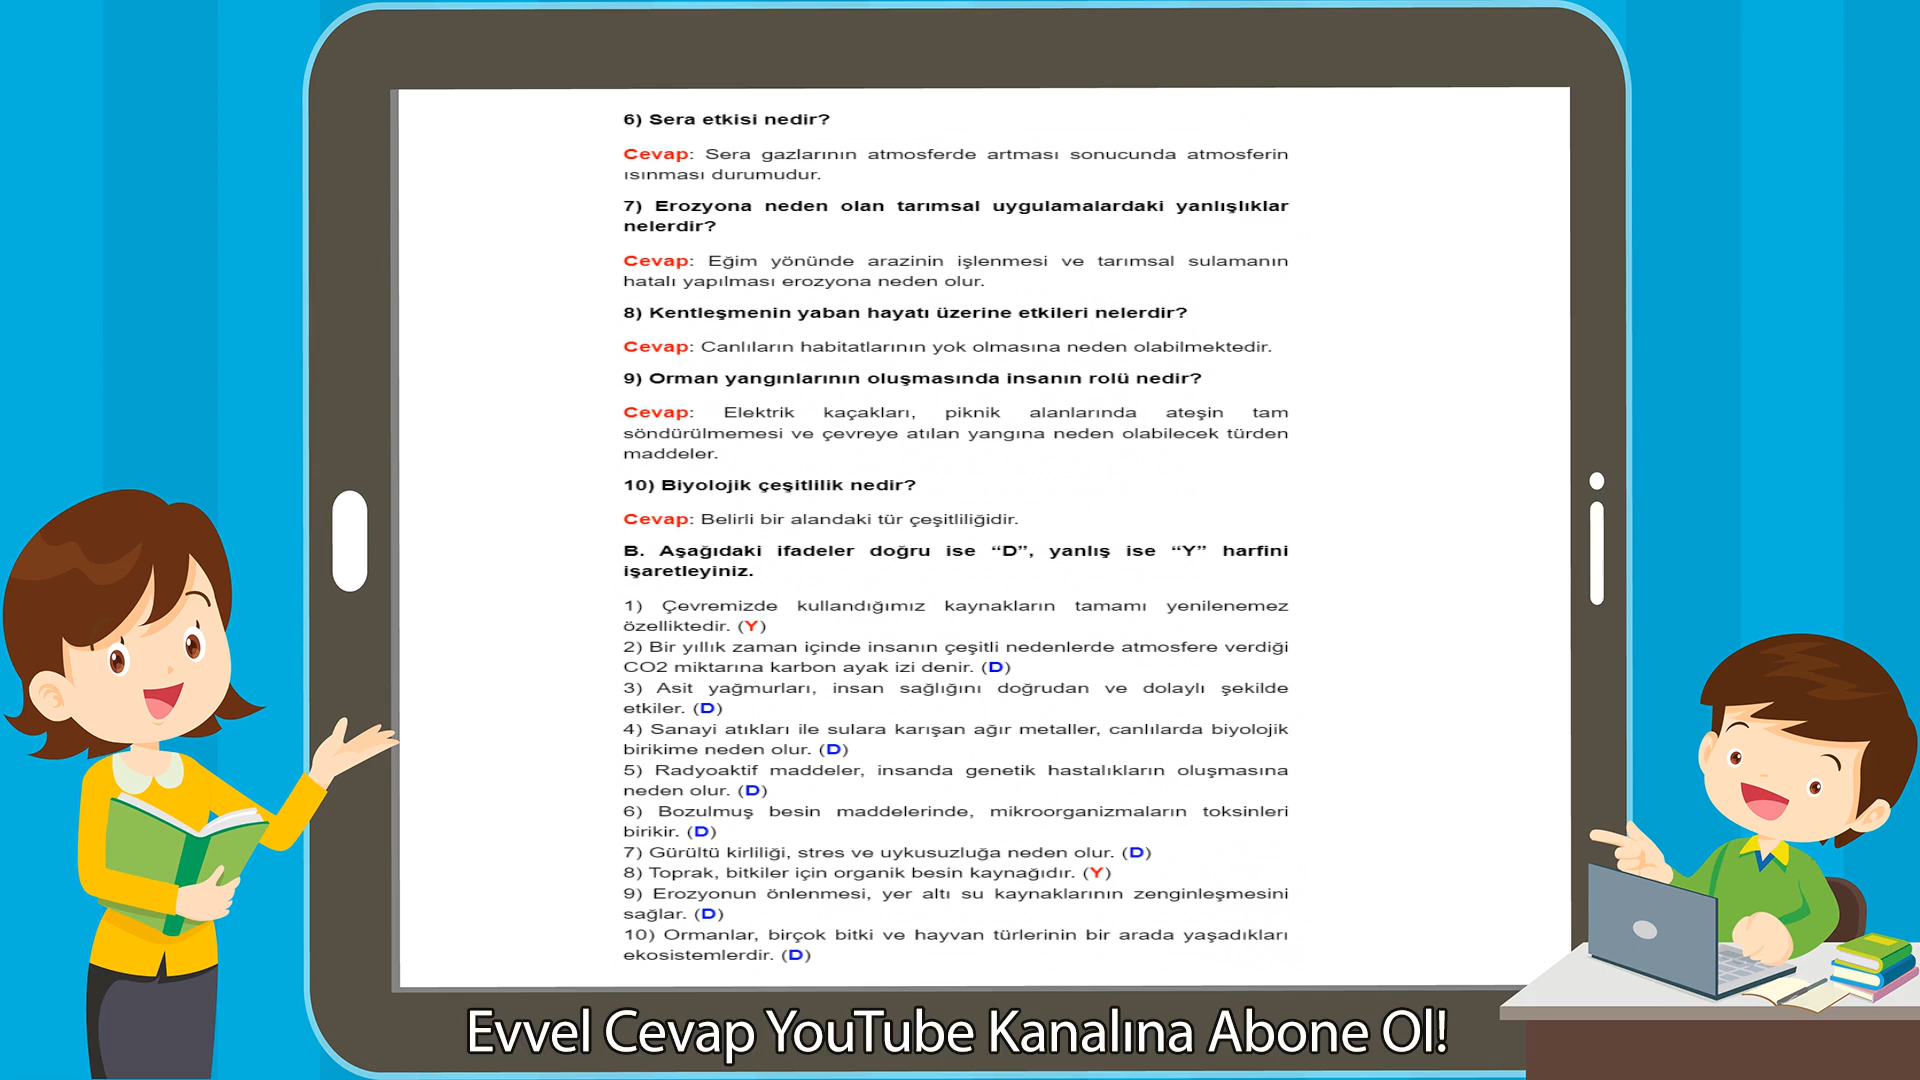 6) Sera etkisi nedir?
Cevap: Sera gazlarının atmosferde artması sonucunda atmosferin
ısınması durumudur.
7) Erozyona neden olan tarımsal uygulamalardaki yanlışlıklar
nelerdir?
Cevap: Eğim yönünde arazinin işlenmesi ve tarımsal sulamanın
hatalı yapılması erozyona neden olur.
8) Kentleşmenin yaban hayatı üzerine etkileri nelerdir?
Cevap: Canlıların habitatlarının yok olmasına neden olabilmektedir.
9) Orman yangınlarının oluşmasında insanın rolü nedir?
Cevap: Elektrik kaçakları, piknik alanlarında ateşin tam
söndürülmemesi ve çevreye atılan yangına neden olabilecek türden
maddeler.
10) Biyolojik çeşitlilik nedir?
Cevap: Belirli bir alandaki tür çeşitliliğidir.
B. Aşağıdaki ifadeler doğru ise “D”, yanlış ise “Y” harfini
işaretleyiniz.
1) Çevremizde kullandığımız kaynakların tamamı yenilenemez
özelliktedir. (Y)
2) Bir yıllık zaman içinde insanın çeşitli nedenlerde atmosfere verdiği
CO2 miktarına karbon ayak izi denir. (D)
3) Asit yağmurları, insan sağlığını doğrudan ve dolaylı şekilde
etkiler. (D)
4) Sanayi atıkları ile sulara karışan ağır metaller, canlılarda biyolojik
birikime neden olur. (D)
5) Radyoaktif maddeler, insanda genetik hastalıkların oluşmasına
neden olur. (D)
6) Bozulmuş besin maddelerinde, mikroorganizmaların toksinleri
birikir. (D)
7) Gürültü kirliliği, stres ve uykusuzluğa neden olur. (D)
8) Toprak, bitkiler için organik besin kaynağıdır. (Y)
9) Erozyonun önlenmesi, yer altı su kaynaklarının zenginleşmesini
sağlar. (D)
10) Ormanlar, birçok bitki ve hayvan türlerinin bir arada yaşadıkları
ekosistemlerdir. (D)
Evvel Cevap YouTube Kanalına Abone Ol!